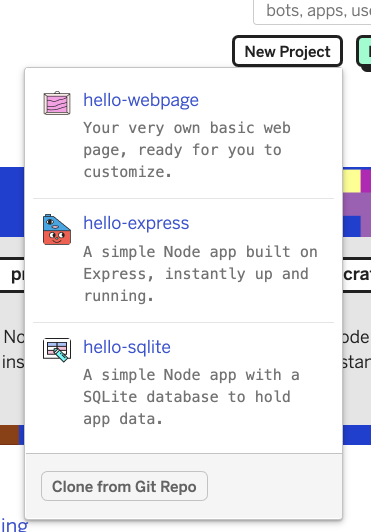 bots, apps, use
New Project
hello-webpage
Your very own basic web
page, ready for you to
customize.
hello-express
A simple Node app built on
Express, instantly up and
running.
hello-sqlite
A simple Node app with a
SQLite database to hold
app data.
Clone from Git Repo
pr
crat
No
ode
ins
stan
ing